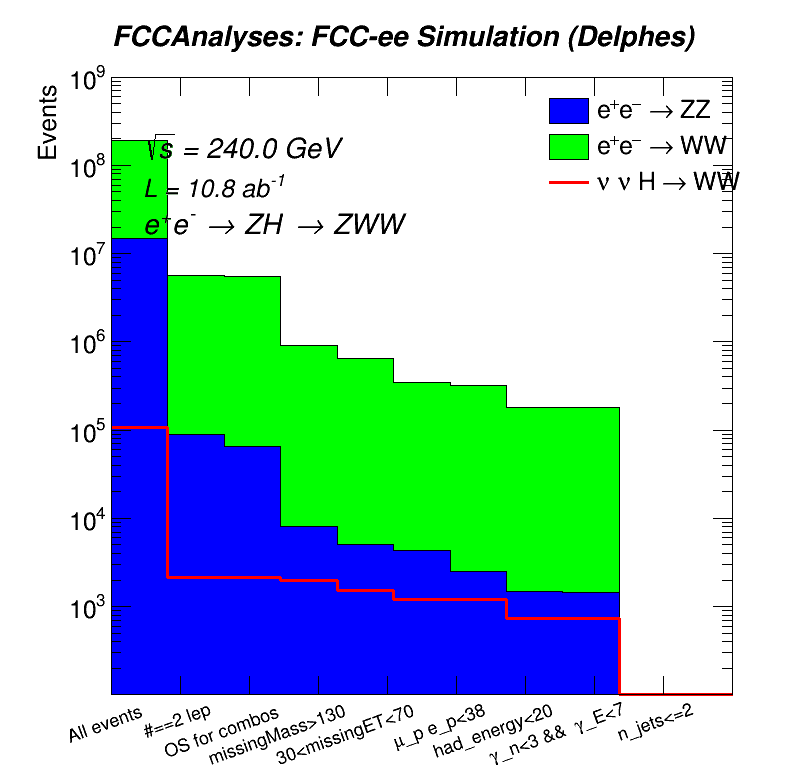 FCCAnalyses: FCC-ee Simulation (Delphes)
Events
10⁹
10⁸
10⁷
10⁶
10⁵
10⁴
10³
√s = 240.0 GeV
L = 10.8 ab⁻¹
e⁺e⁻ → ZH → ZWW
e⁺e⁻ → ZZ
e⁺e⁻ → WW
ν ν H → WW
All events
#==2 lep
OS for combos
missingMass>130
30<missingET<70
μ_p e_p<38
had_energy<20
γ_n<3 && γ_E<7
n_jets<=2